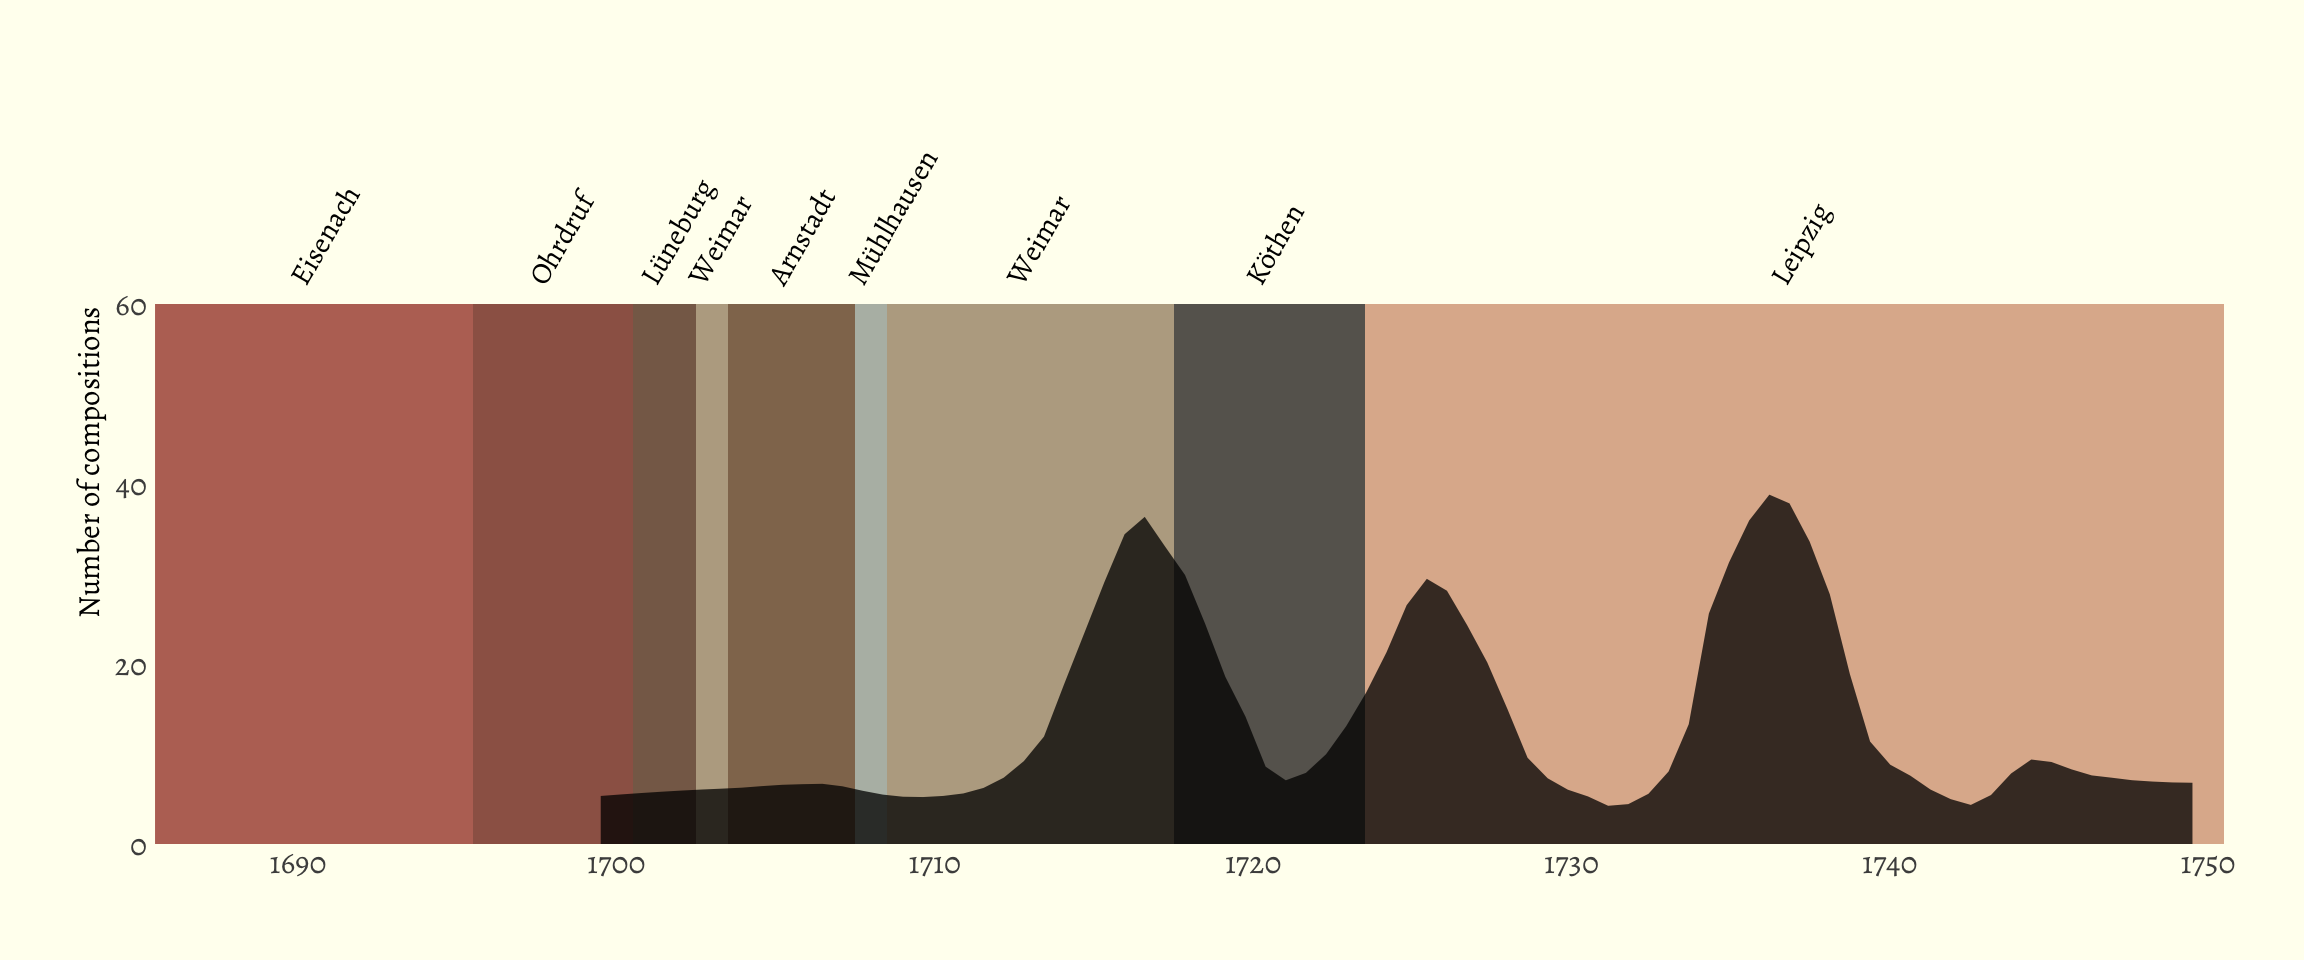 Eisenach
Ohrdruf
Lüneburg
Weimar
Arnstadt
Mühlhausen
Weimar
Köthen
Leipzig
Number of compositions
60
40
20
0
1690 1700 1710 1720 1730 1740 1750